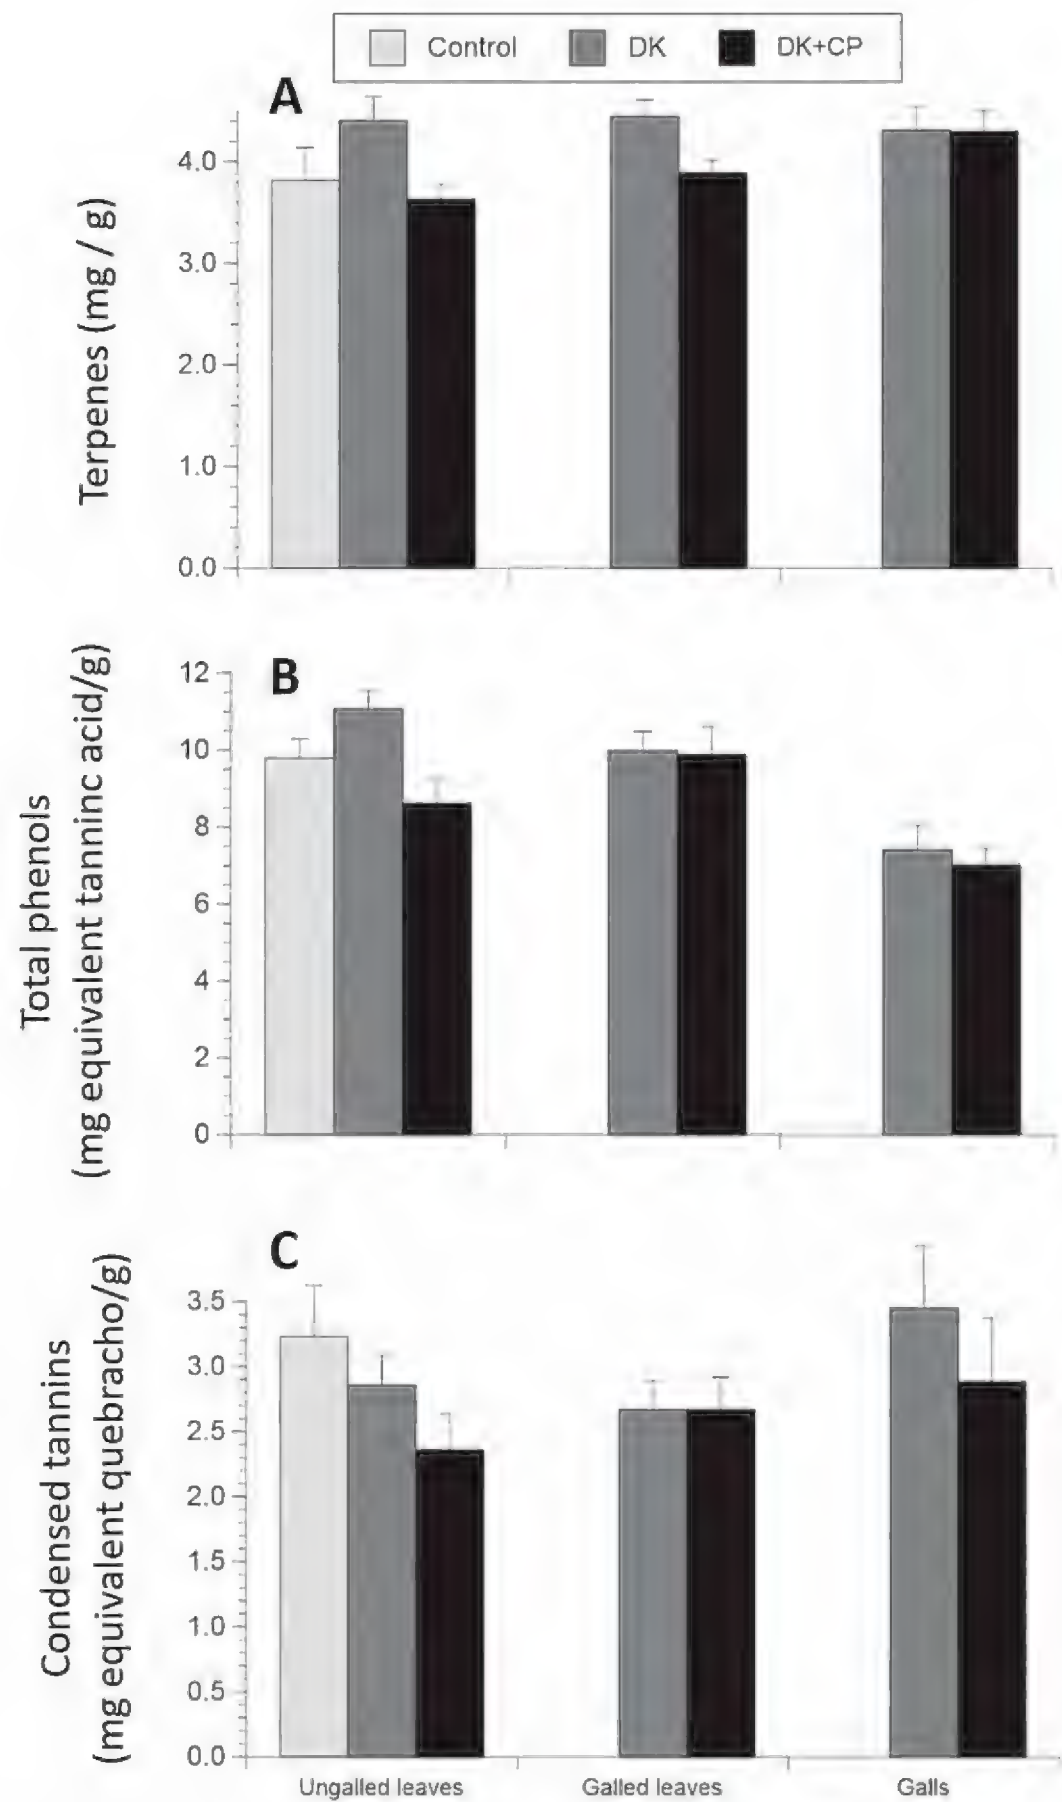 Control DK DK+CP
A
Terpenes (mg / g)
4.0
3.0
2.0
1.0
0.0
B
Total phenols
(mg equivalent tanninc acid/g)
12
10
8
6
4
2
0
C
Condensed tannins
(mg equivalent quebracho/g)
3.5
3.0
2.5
2.0
1.5
1.0
0.5
0.0
Ungalled leaves Galled leaves Galls